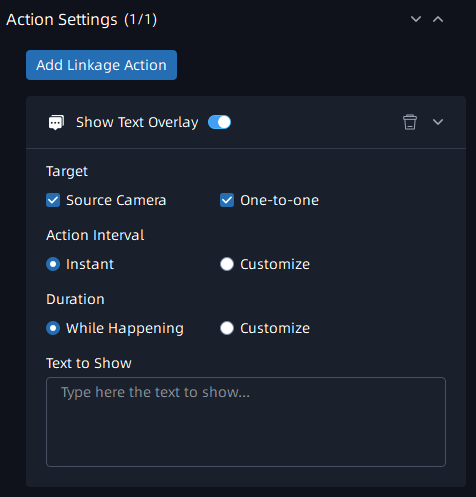 Action Settings (1/1)
Add Linkage Action
Show Text Overlay
Target
Source Camera One-to-one
Action Interval
Instant Customize
Duration
While Happening Customize
Text to Show
Type here the text to show...